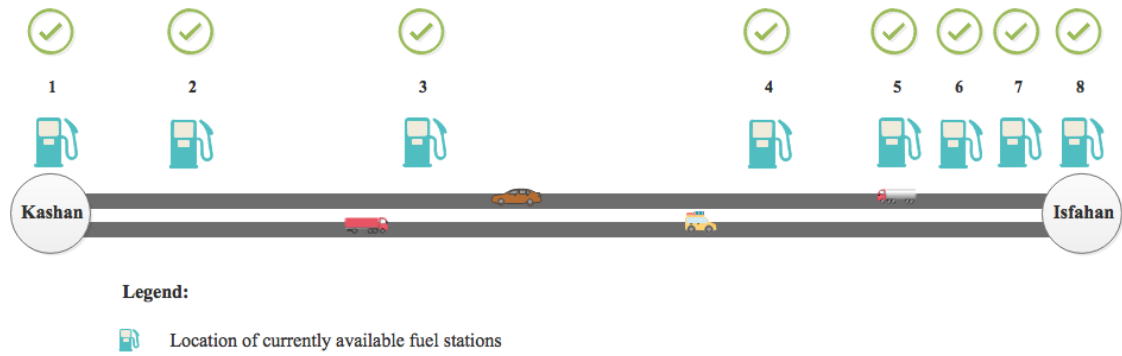 1 2 3 4 5 6 7 8
Kashan Isfahan
Legend:
Location of currently available fuel stations